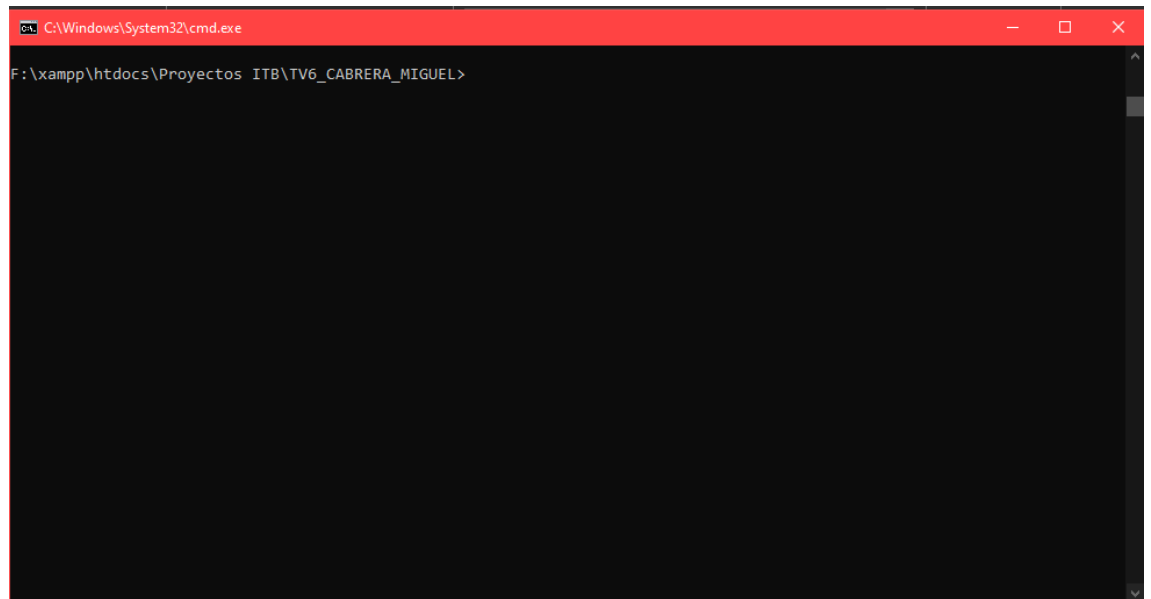 C:\Windows\System32\cmd.exe
F:\xampp\htdocs\Proyectos ITB\TV6_CABRERA_MIGUEL>